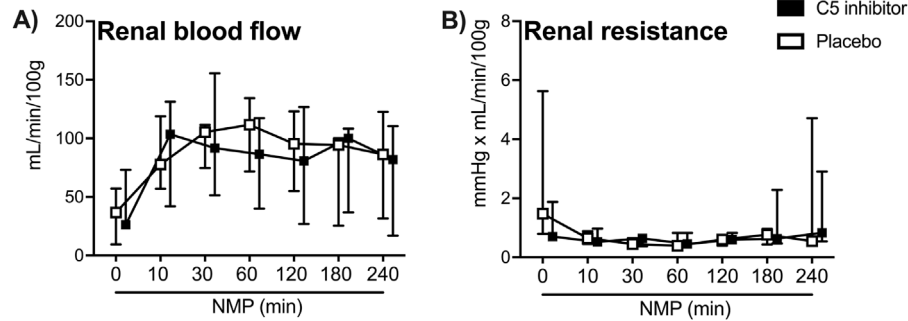 A)
Renal blood flow
mL/min/100g
200
150
100
50
0
0 10 30 60 120 180 240
NMP (min)
B)
Renal resistance
mmHg x mL/min/100g
8
6
4
2
0
0 10 30 60 120 180 240
NMP (min)
C5 inhibitor
Placebo